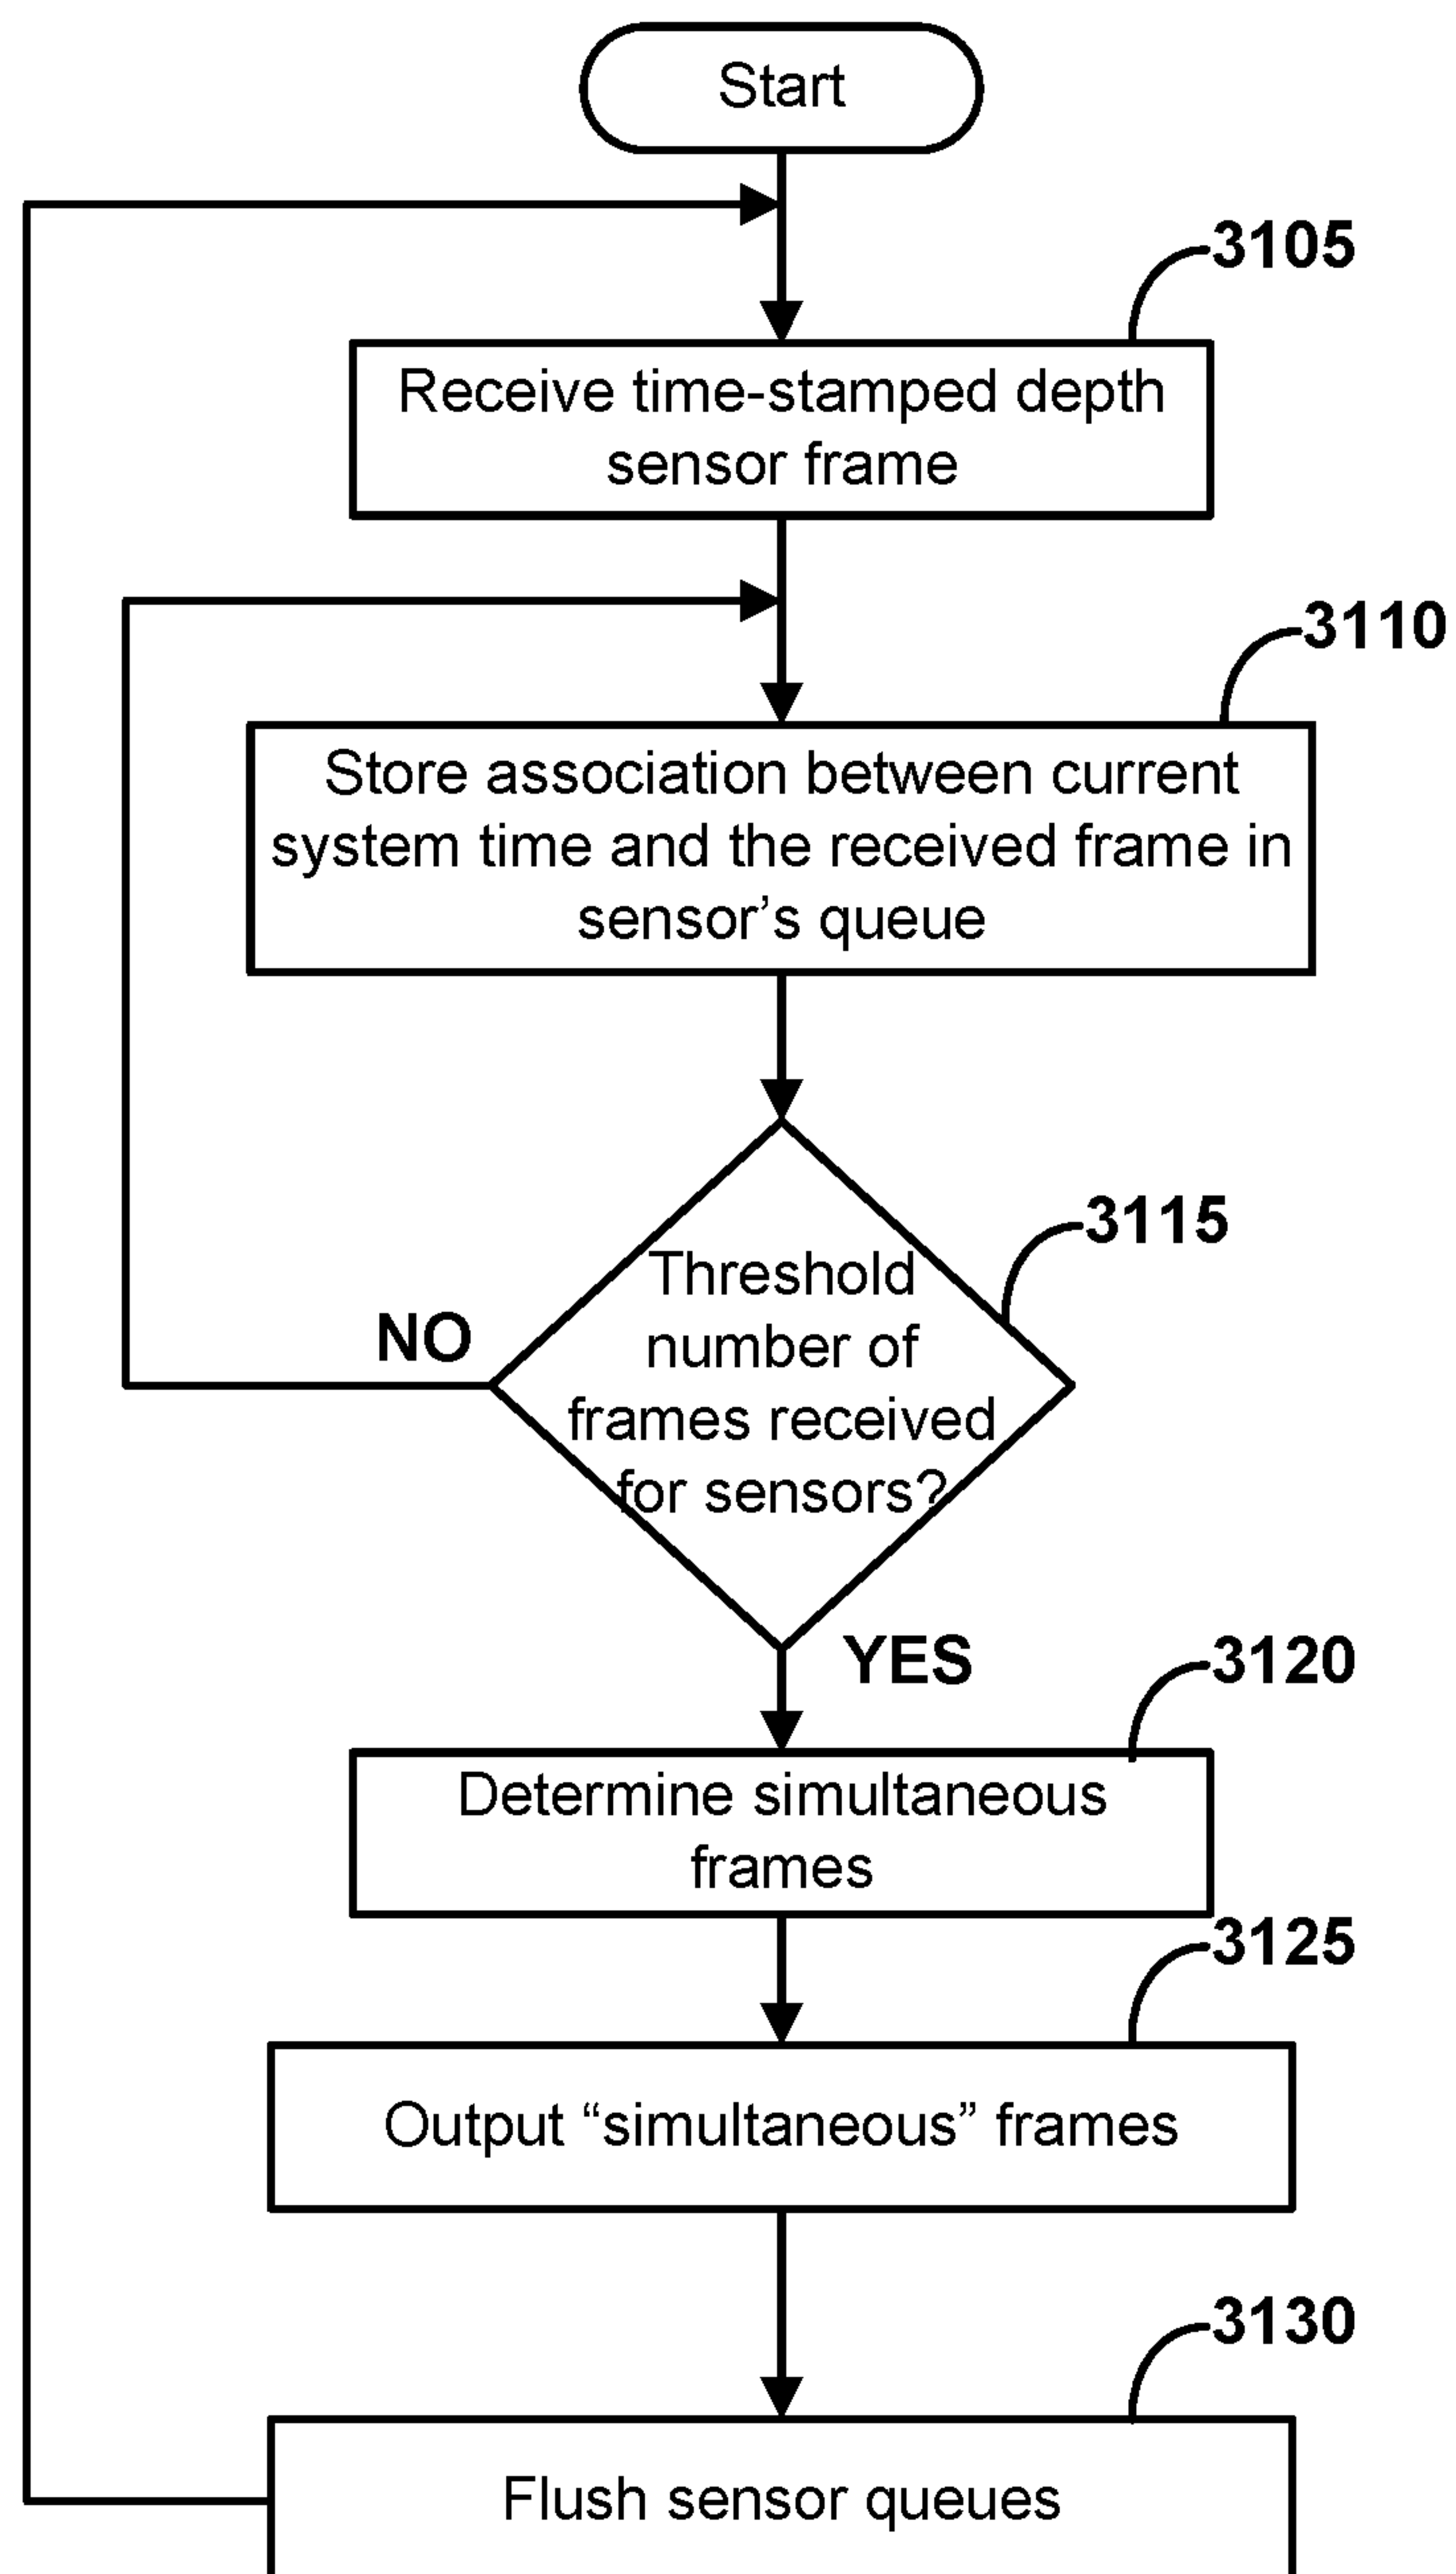 Start
3105
Receive time-stamped depth
sensor frame
3110
Store association between current
system time and the received frame in
sensor’s queue
3115
Threshold
number of
frames received
for sensors?
NO
YES
3120
Determine simultaneous
frames
3125
Output “simultaneous” frames
3130
Flush sensor queues